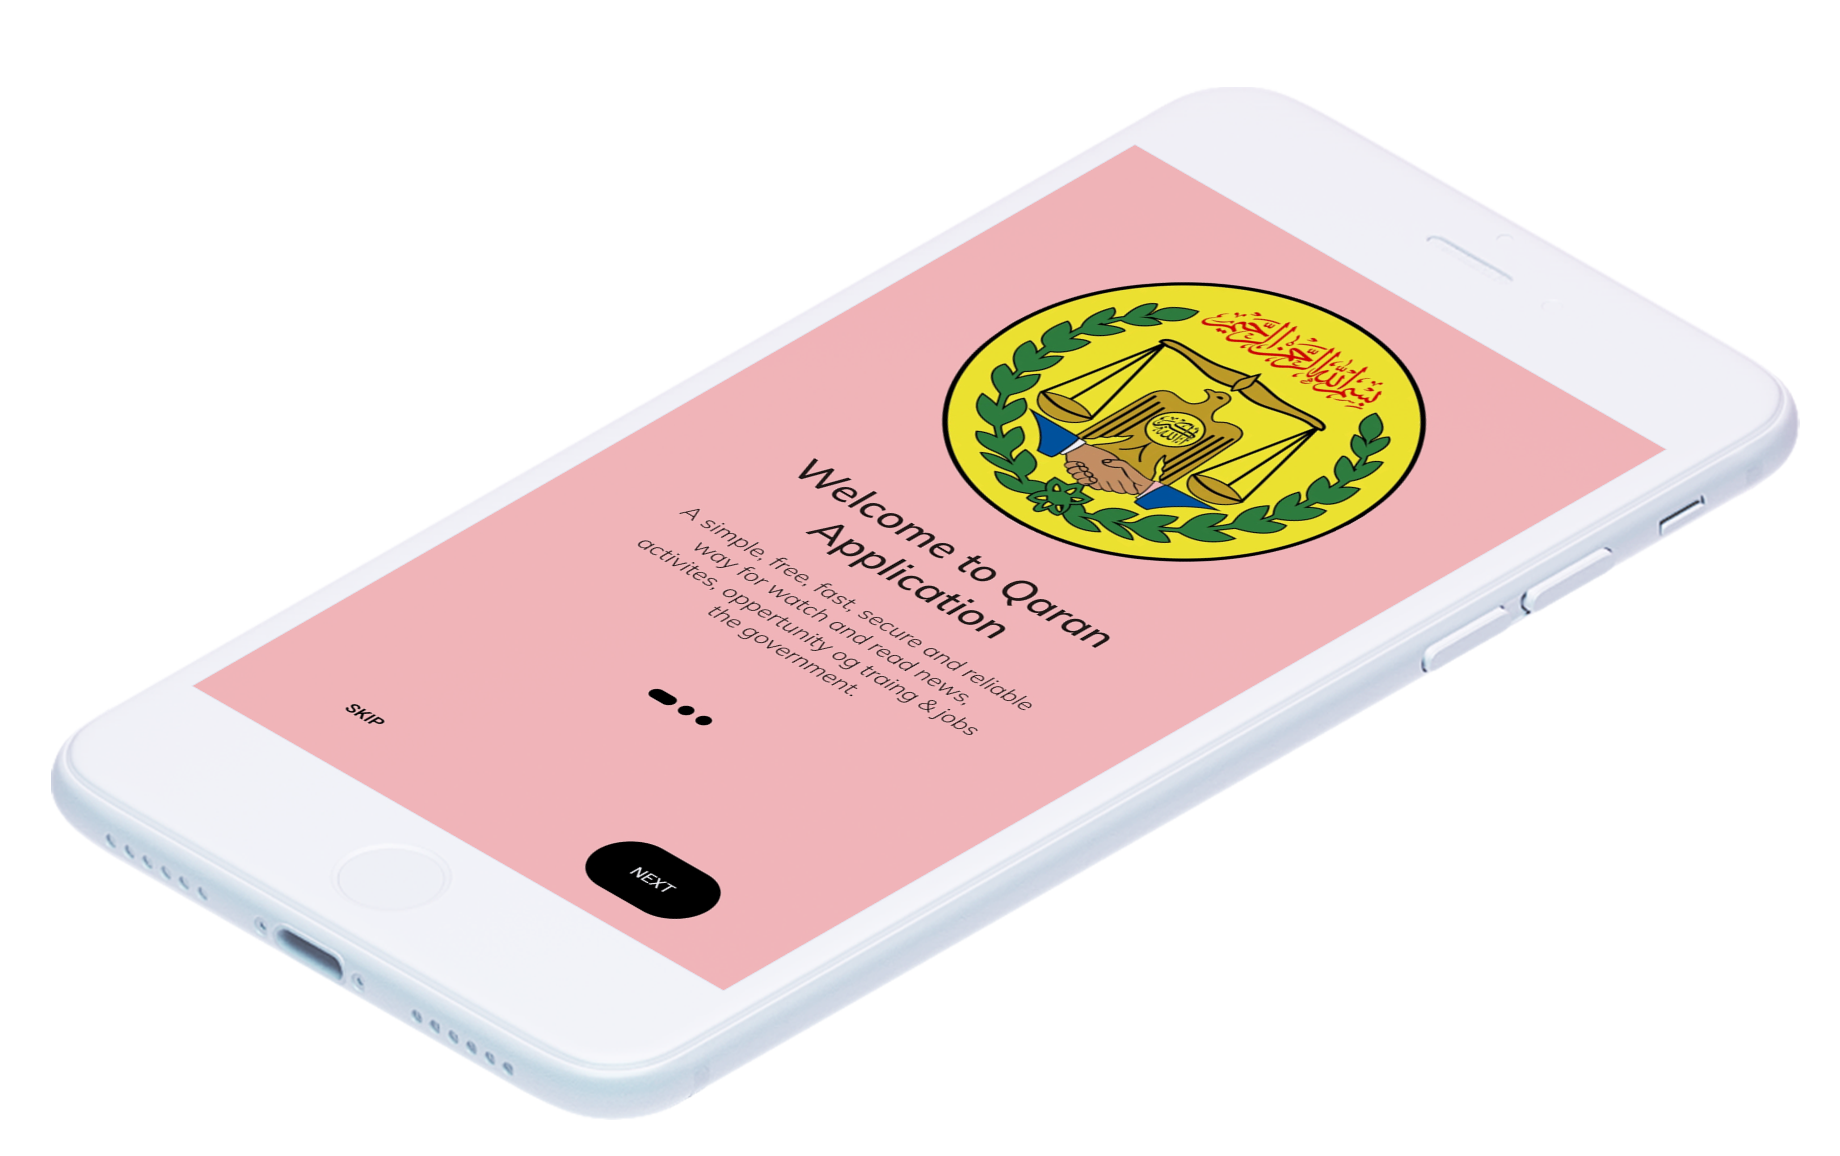 بسم الله الرحمن الرحيم
Welcome to Qaran
Application
A simple, free, fast, secure and reliable
way for watch and read news,
activites, oppertunity og traing & jobs
the government.
SKIP
NEXT